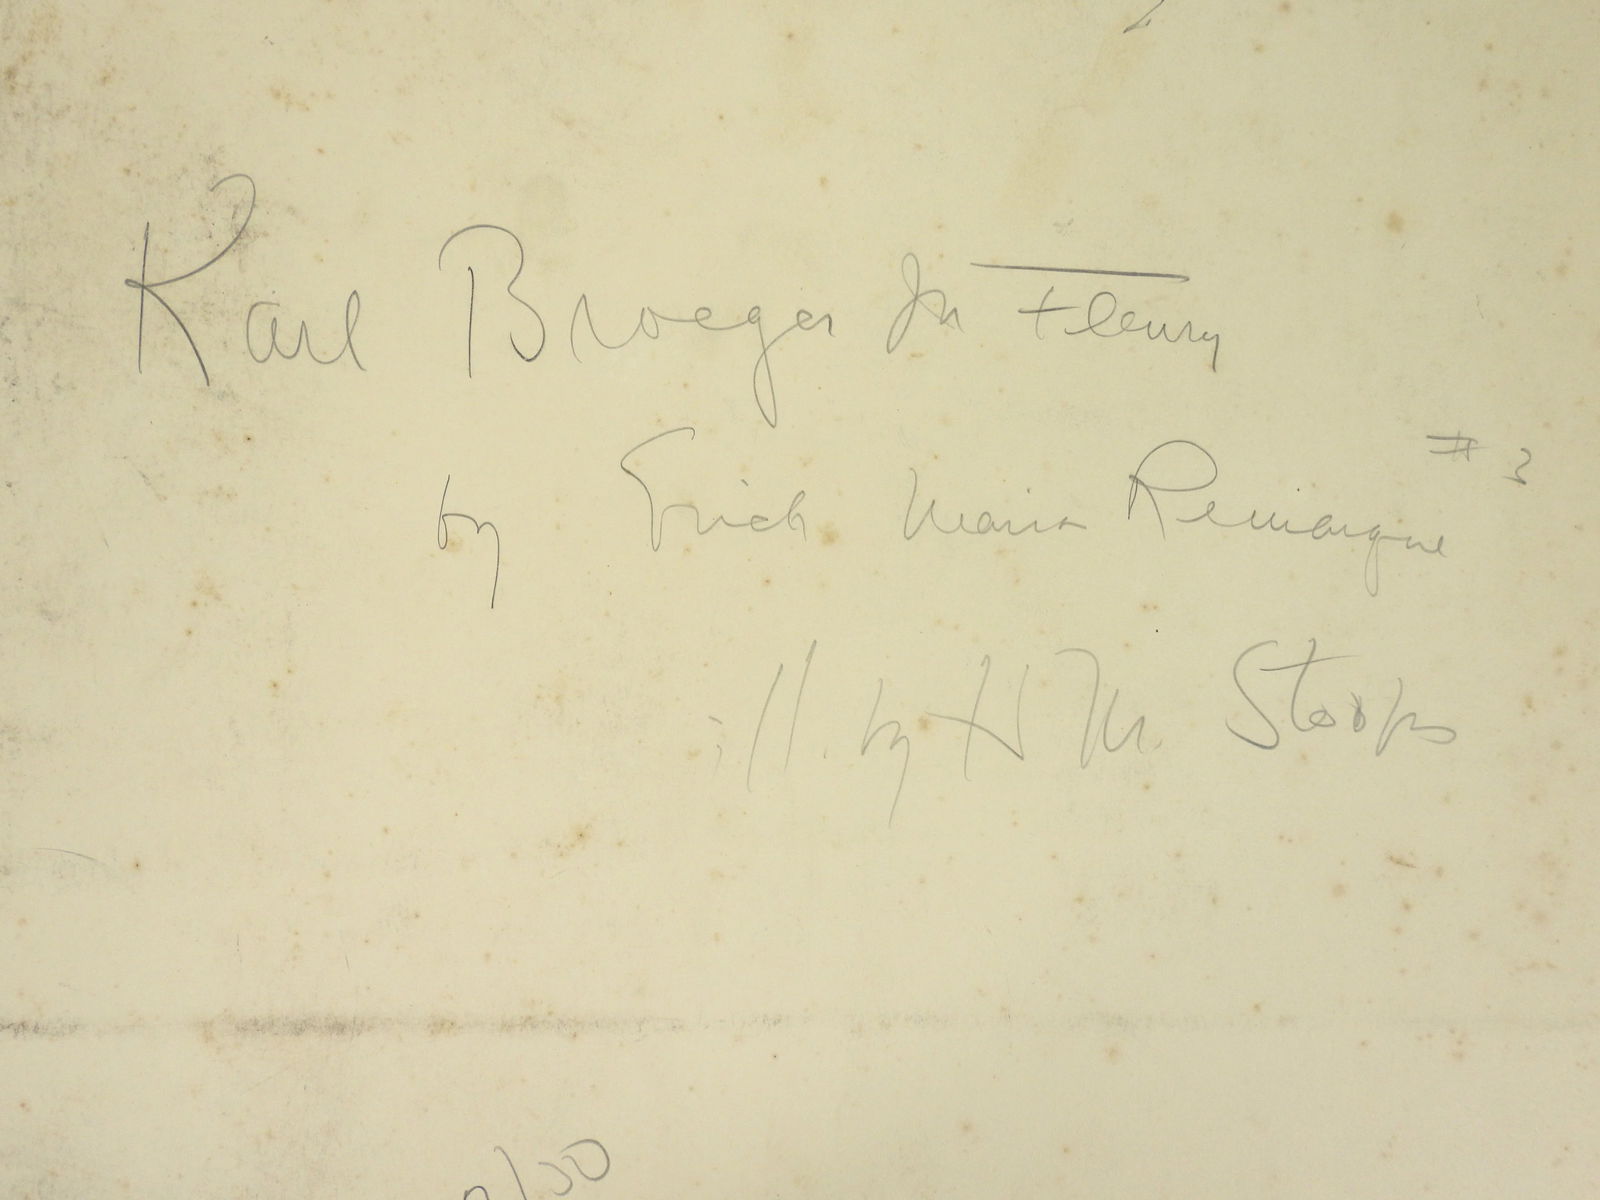 Karl Broeger In Fleury
by Erich Maria Remarque #3
ill. by H M Stoops